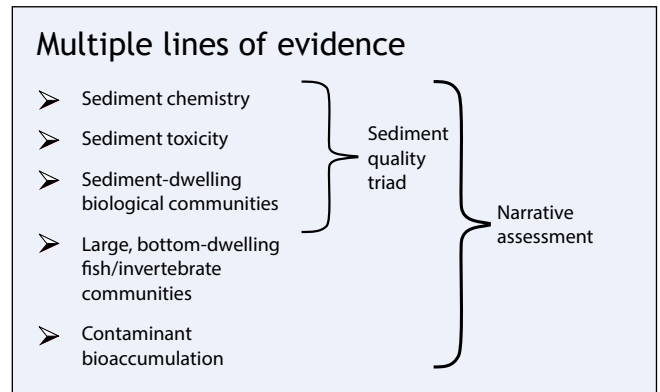 Multiple lines of evidence
Sediment chemistry
Sediment toxicity
Sediment-dwelling
biological communities
Large, bottom-dwelling
fish/invertebrate
communities
Contaminant
bioaccumulation
Sediment
quality
triad
Narrative
assessment